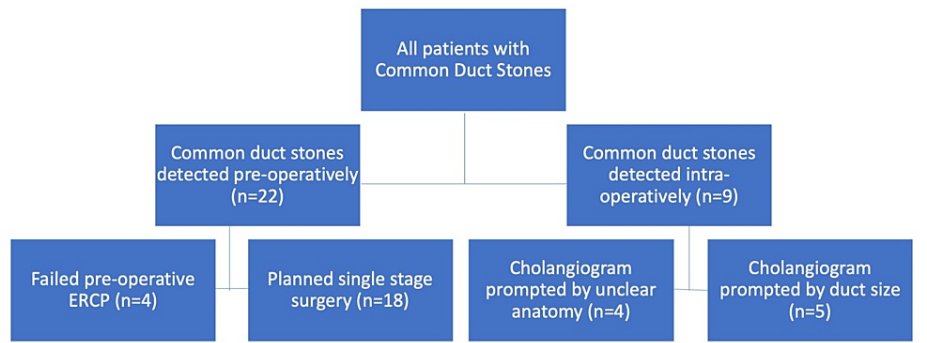 All patients with
Common Duct Stones
Common duct stones
detected pre-operatively
(n=22)
Common duct stones
detected intra-
operatively (n=9)
Failed pre-operative
ERCP (n=4)
Planned single stage
surgery (n=18)
Cholangiogram
prompted by unclear
anatomy (n=4)
Cholangiogram
prompted by duct size
(n=5)